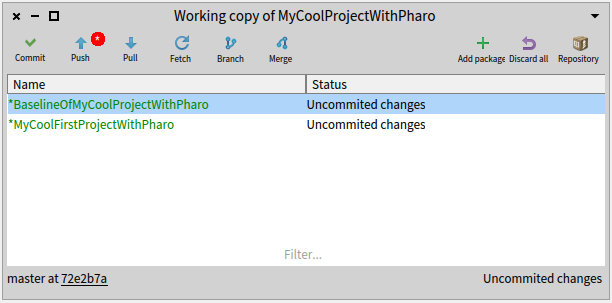 Working copy of MyCoolProjectWithPharo
Commit Push * Pull Fetch Branch Merge Add package Discard all Repository
Name Status
*BaselineOfMyCoolProjectWithPharo Uncommited changes
*MyCoolFirstProjectWithPharo Uncommited changes
Filter...
master at 72e2b7a Uncommited changes